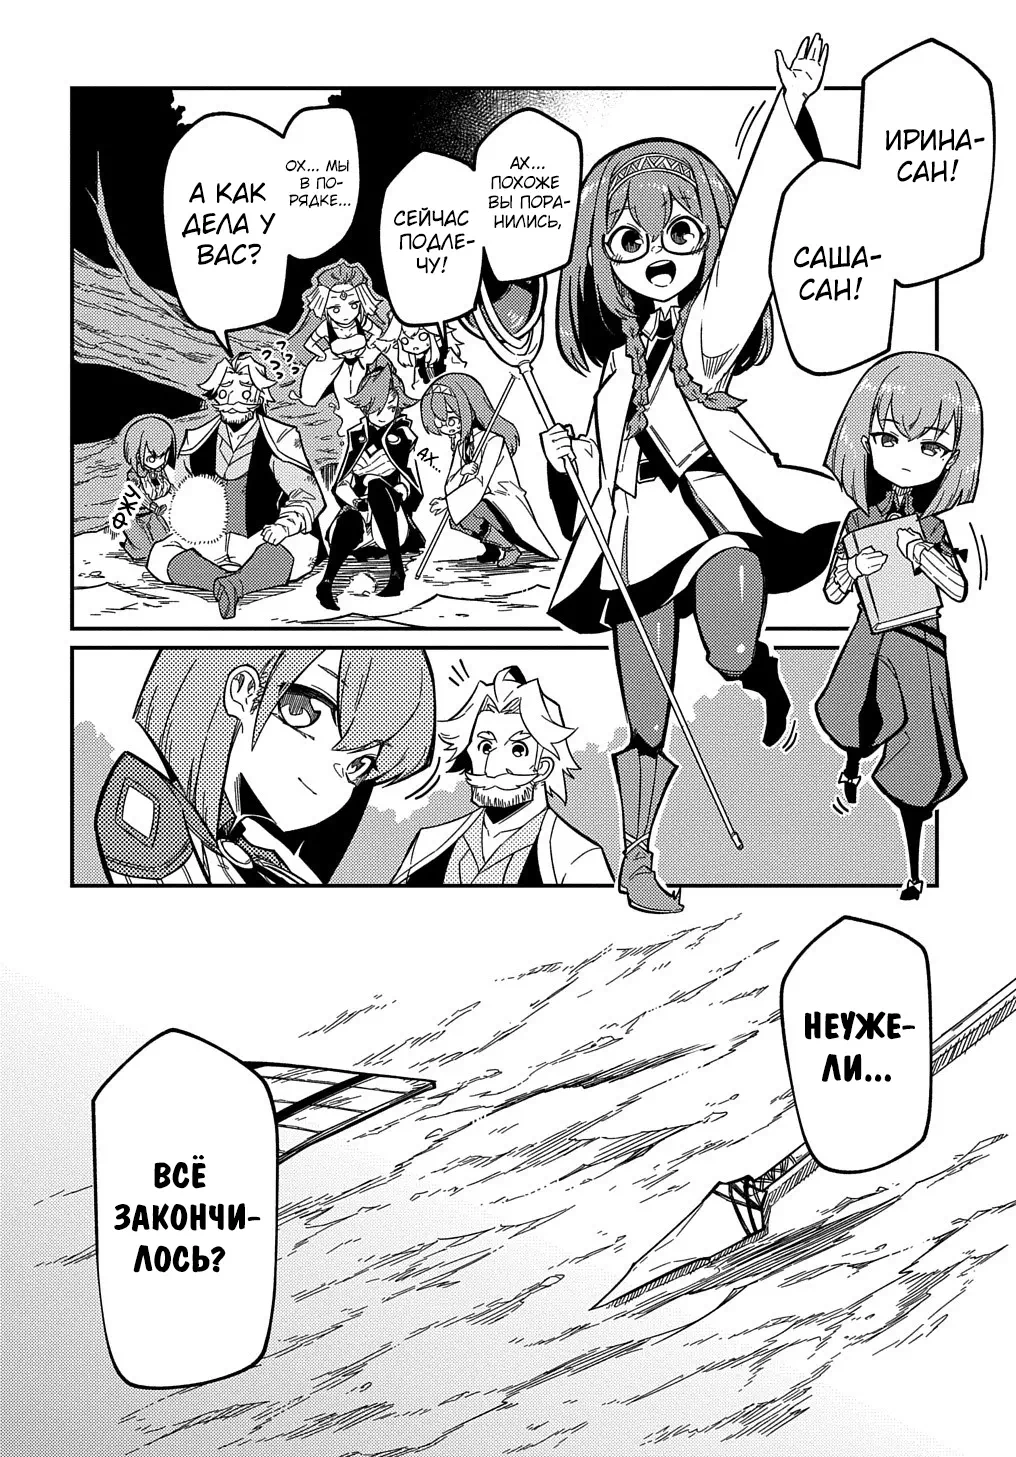 ИРИНА-
САН!
САША-
САН!
АХ...
ПОХОЖЕ
ВЫ ПОРА-
НИЛИСЬ,
СЕЙЧАС
ПОДЛЕ-
ЧУ!
ОХ... МЫ
В ПО-
РЯДКЕ...
А КАК
ДЕЛА У
ВАС?
???
???
АХ...
ФЖУ
НЕУЖЕ-
ЛИ...
ВСЁ
ЗАКОНЧИ-
ЛОСЬ?